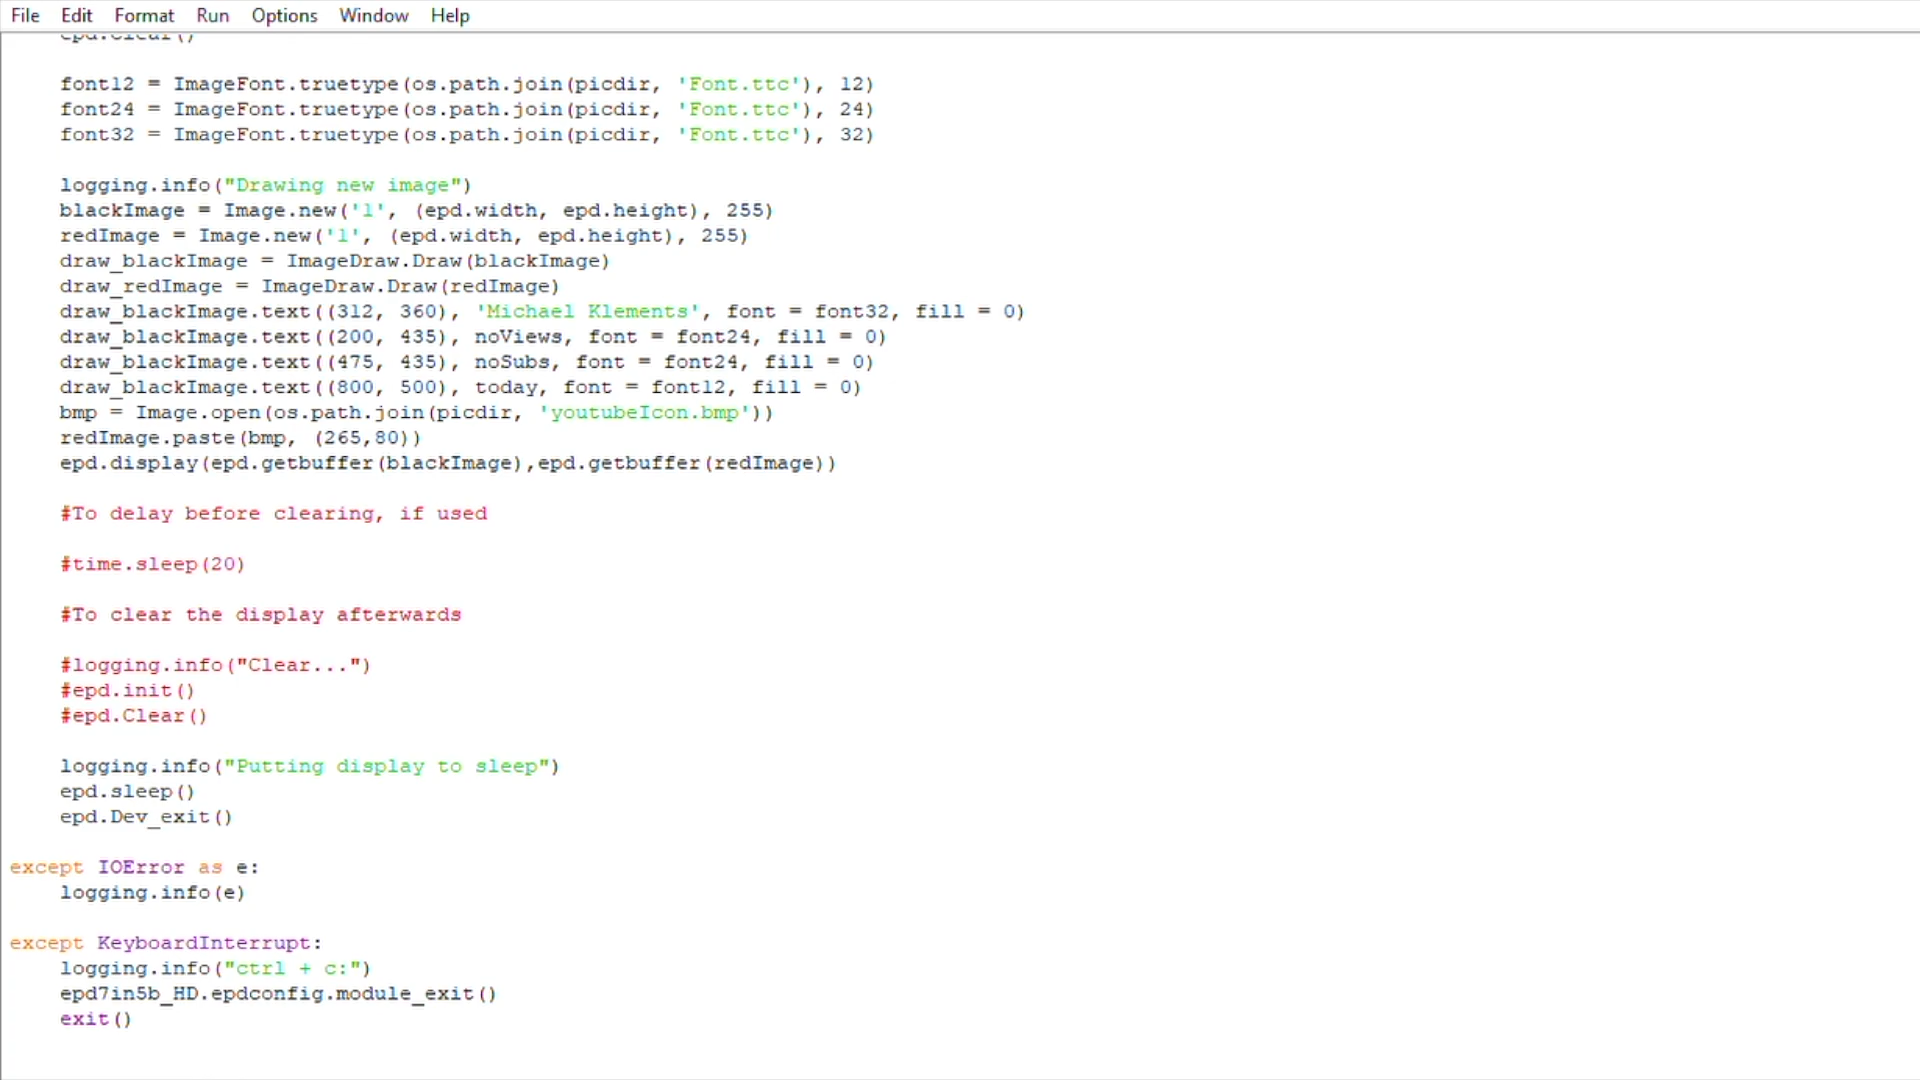 File Edit Format Run Options Window Help
epd.Clear()
font12 = ImageFont.truetype(os.path.join(picdir, 'Font.ttc'), 12)
font24 = ImageFont.truetype(os.path.join(picdir, 'Font.ttc'), 24)
font32 = ImageFont.truetype(os.path.join(picdir, 'Font.ttc'), 32)
logging.info("Drawing new image")
blackImage = Image.new('1', (epd.width, epd.height), 255)
redImage = Image.new('1', (epd.width, epd.height), 255)
draw_blackImage = ImageDraw.Draw(blackImage)
draw_redImage = ImageDraw.Draw(redImage)
draw_blackImage.text((312, 360), 'Michael Klements', font = font32, fill = 0)
draw_blackImage.text((200, 435), noViews, font = font24, fill = 0)
draw_blackImage.text((475, 435), noSubs, font = font24, fill = 0)
draw_blackImage.text((800, 500), today, font = font12, fill = 0)
bmp = Image.open(os.path.join(picdir, 'youtubeIcon.bmp'))
redImage.paste(bmp, (265,80))
epd.display(epd.getbuffer(blackImage),epd.getbuffer(redImage))
#To delay before clearing, if used
#time.sleep(20)
#To clear the display afterwards
#logging.info("Clear...")
#epd.init()
#epd.Clear()
logging.info("Putting display to sleep")
epd.sleep()
epd.Dev_exit()
except IOError as e:
logging.info(e)
except KeyboardInterrupt:
logging.info("ctrl + c:")
epd7in5b_HD.epdconfig.module_exit()
exit()